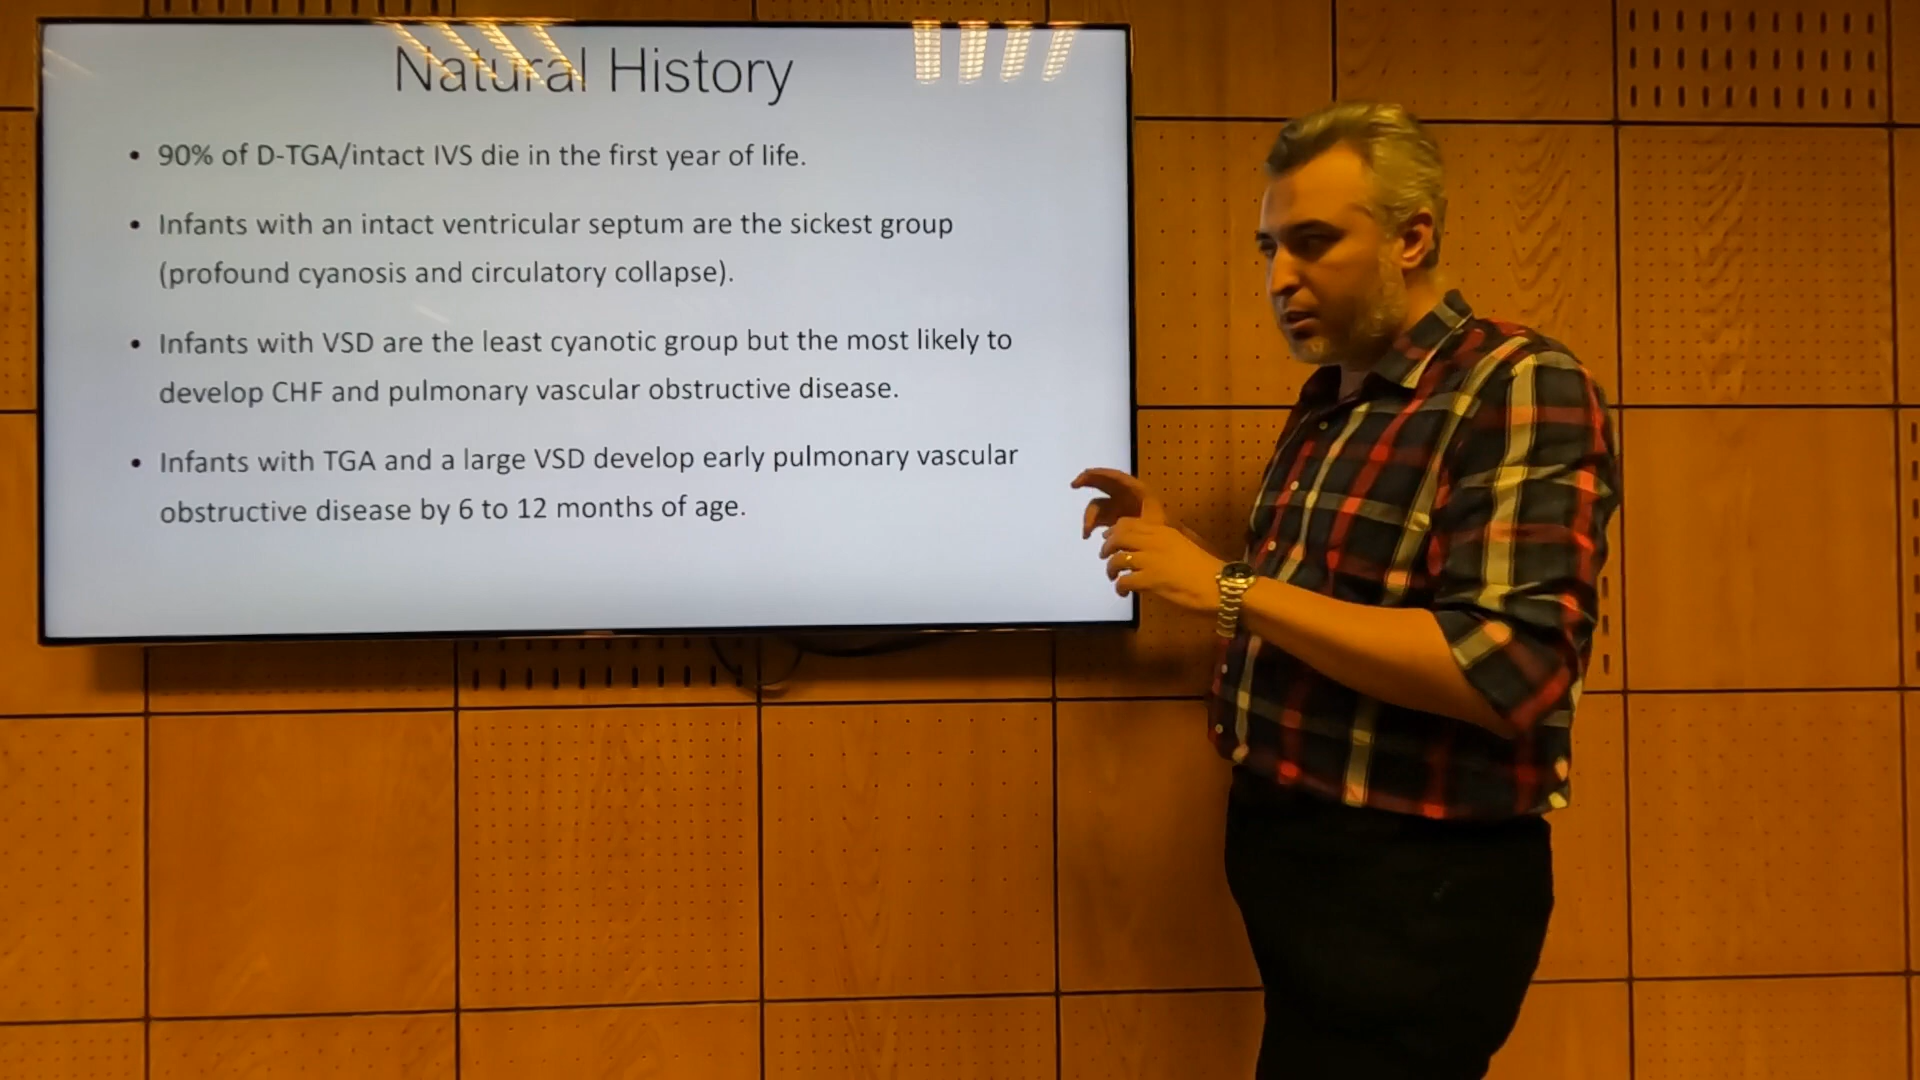 Natural History
• 90% of D-TGA/intact IVS die in the first year of life.
• Infants with an intact ventricular septum are the sickest group
(profound cyanosis and circulatory collapse).
• Infants with VSD are the least cyanotic group but the most likely to
develop CHF and pulmonary vascular obstructive disease.
• Infants with TGA and a large VSD develop early pulmonary vascular
obstructive disease by 6 to 12 months of age.